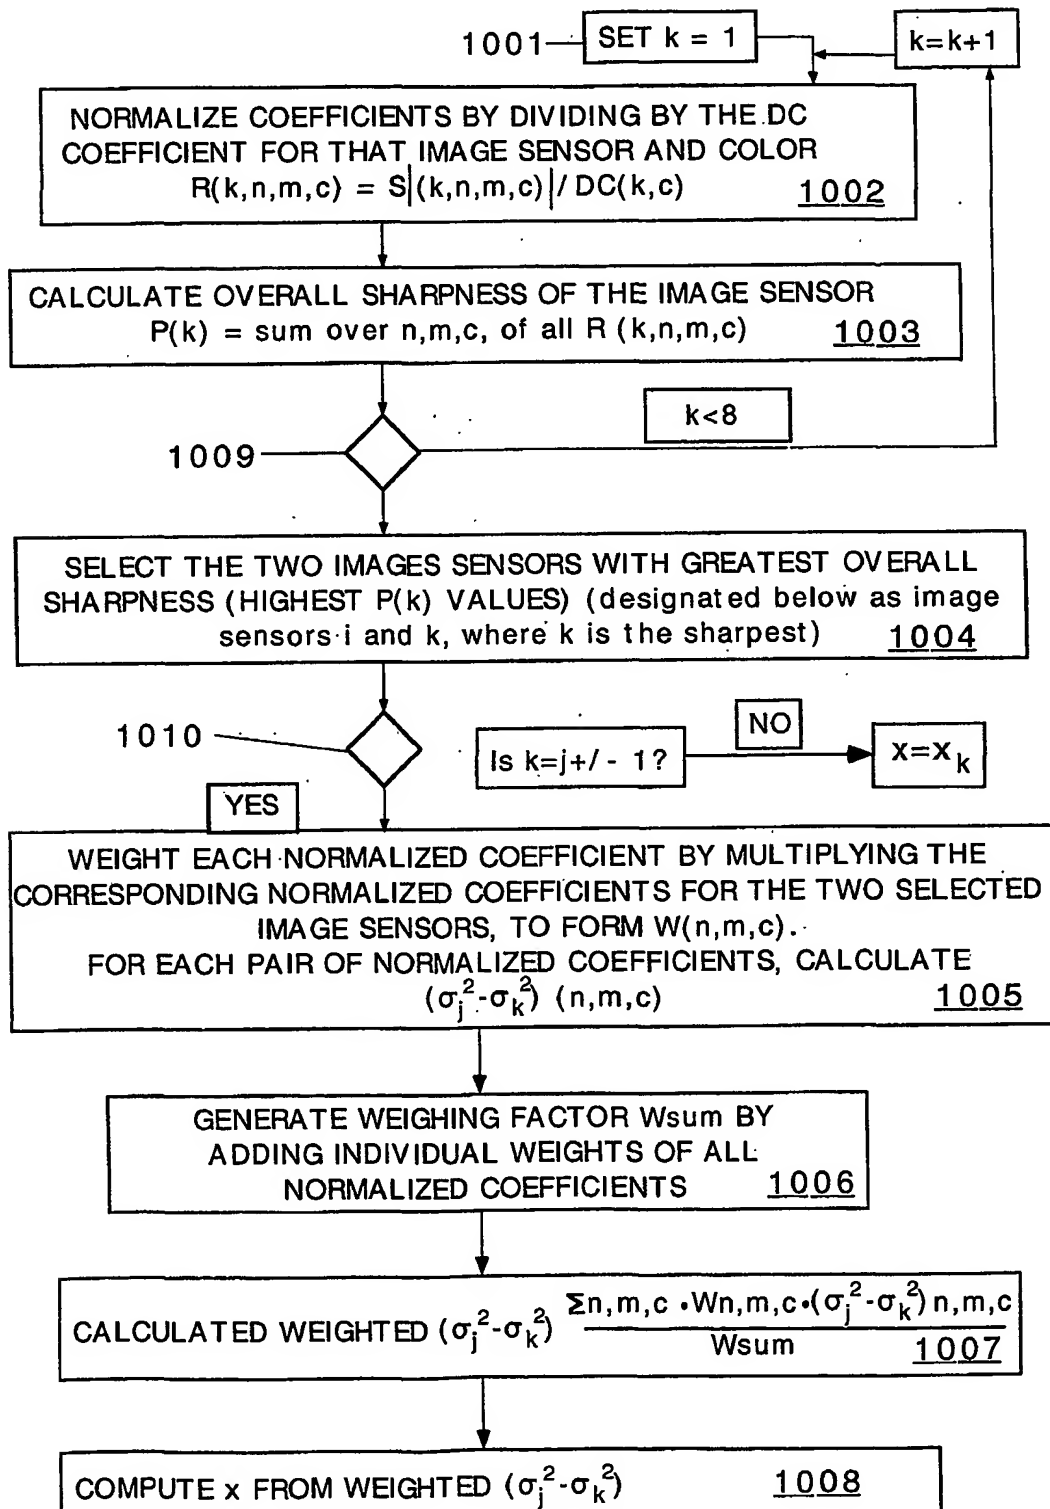 1001
SET k = 1
k=k+1
NORMALIZE COEFFICIENTS BY DIVIDING BY THE DC
COEFFICIENT FOR THAT IMAGE SENSOR AND COLOR
R(k,n,m,c) = S|(k,n,m,c)| / DC(k,c)
1002
CALCULATE OVERALL SHARPNESS OF THE IMAGE SENSOR
P(k) = sum over n,m,c, of all R (k,n,m,c)
1003
k<8
1009
SELECT THE TWO IMAGES SENSORS WITH GREATEST OVERALL
SHARPNESS (HIGHEST P(k) VALUES) (designated below as image
sensors i and k, where k is the sharpest)
1004
1010
Is k=j+/- 1?
NO
x=x_k
YES
WEIGHT EACH NORMALIZED COEFFICIENT BY MULTIPLYING THE
CORRESPONDING NORMALIZED COEFFICIENTS FOR THE TWO SELECTED
IMAGE SENSORS, TO FORM W(n,m,c).
FOR EACH PAIR OF NORMALIZED COEFFICIENTS, CALCULATE
(σ_j^2-σ_k^2) (n,m,c)
1005
GENERATE WEIGHING FACTOR Wsum BY
ADDING INDIVIDUAL WEIGHTS OF ALL
NORMALIZED COEFFICIENTS
1006
CALCULATED WEIGHTED (σ_j^2-σ_k^2) Σn,m,c •Wn,m,c•(σ_j^2-σ_k^2) n,m,c
Wsum
1007
COMPUTE x FROM WEIGHTED (σ_j^2-σ_k^2)
1008